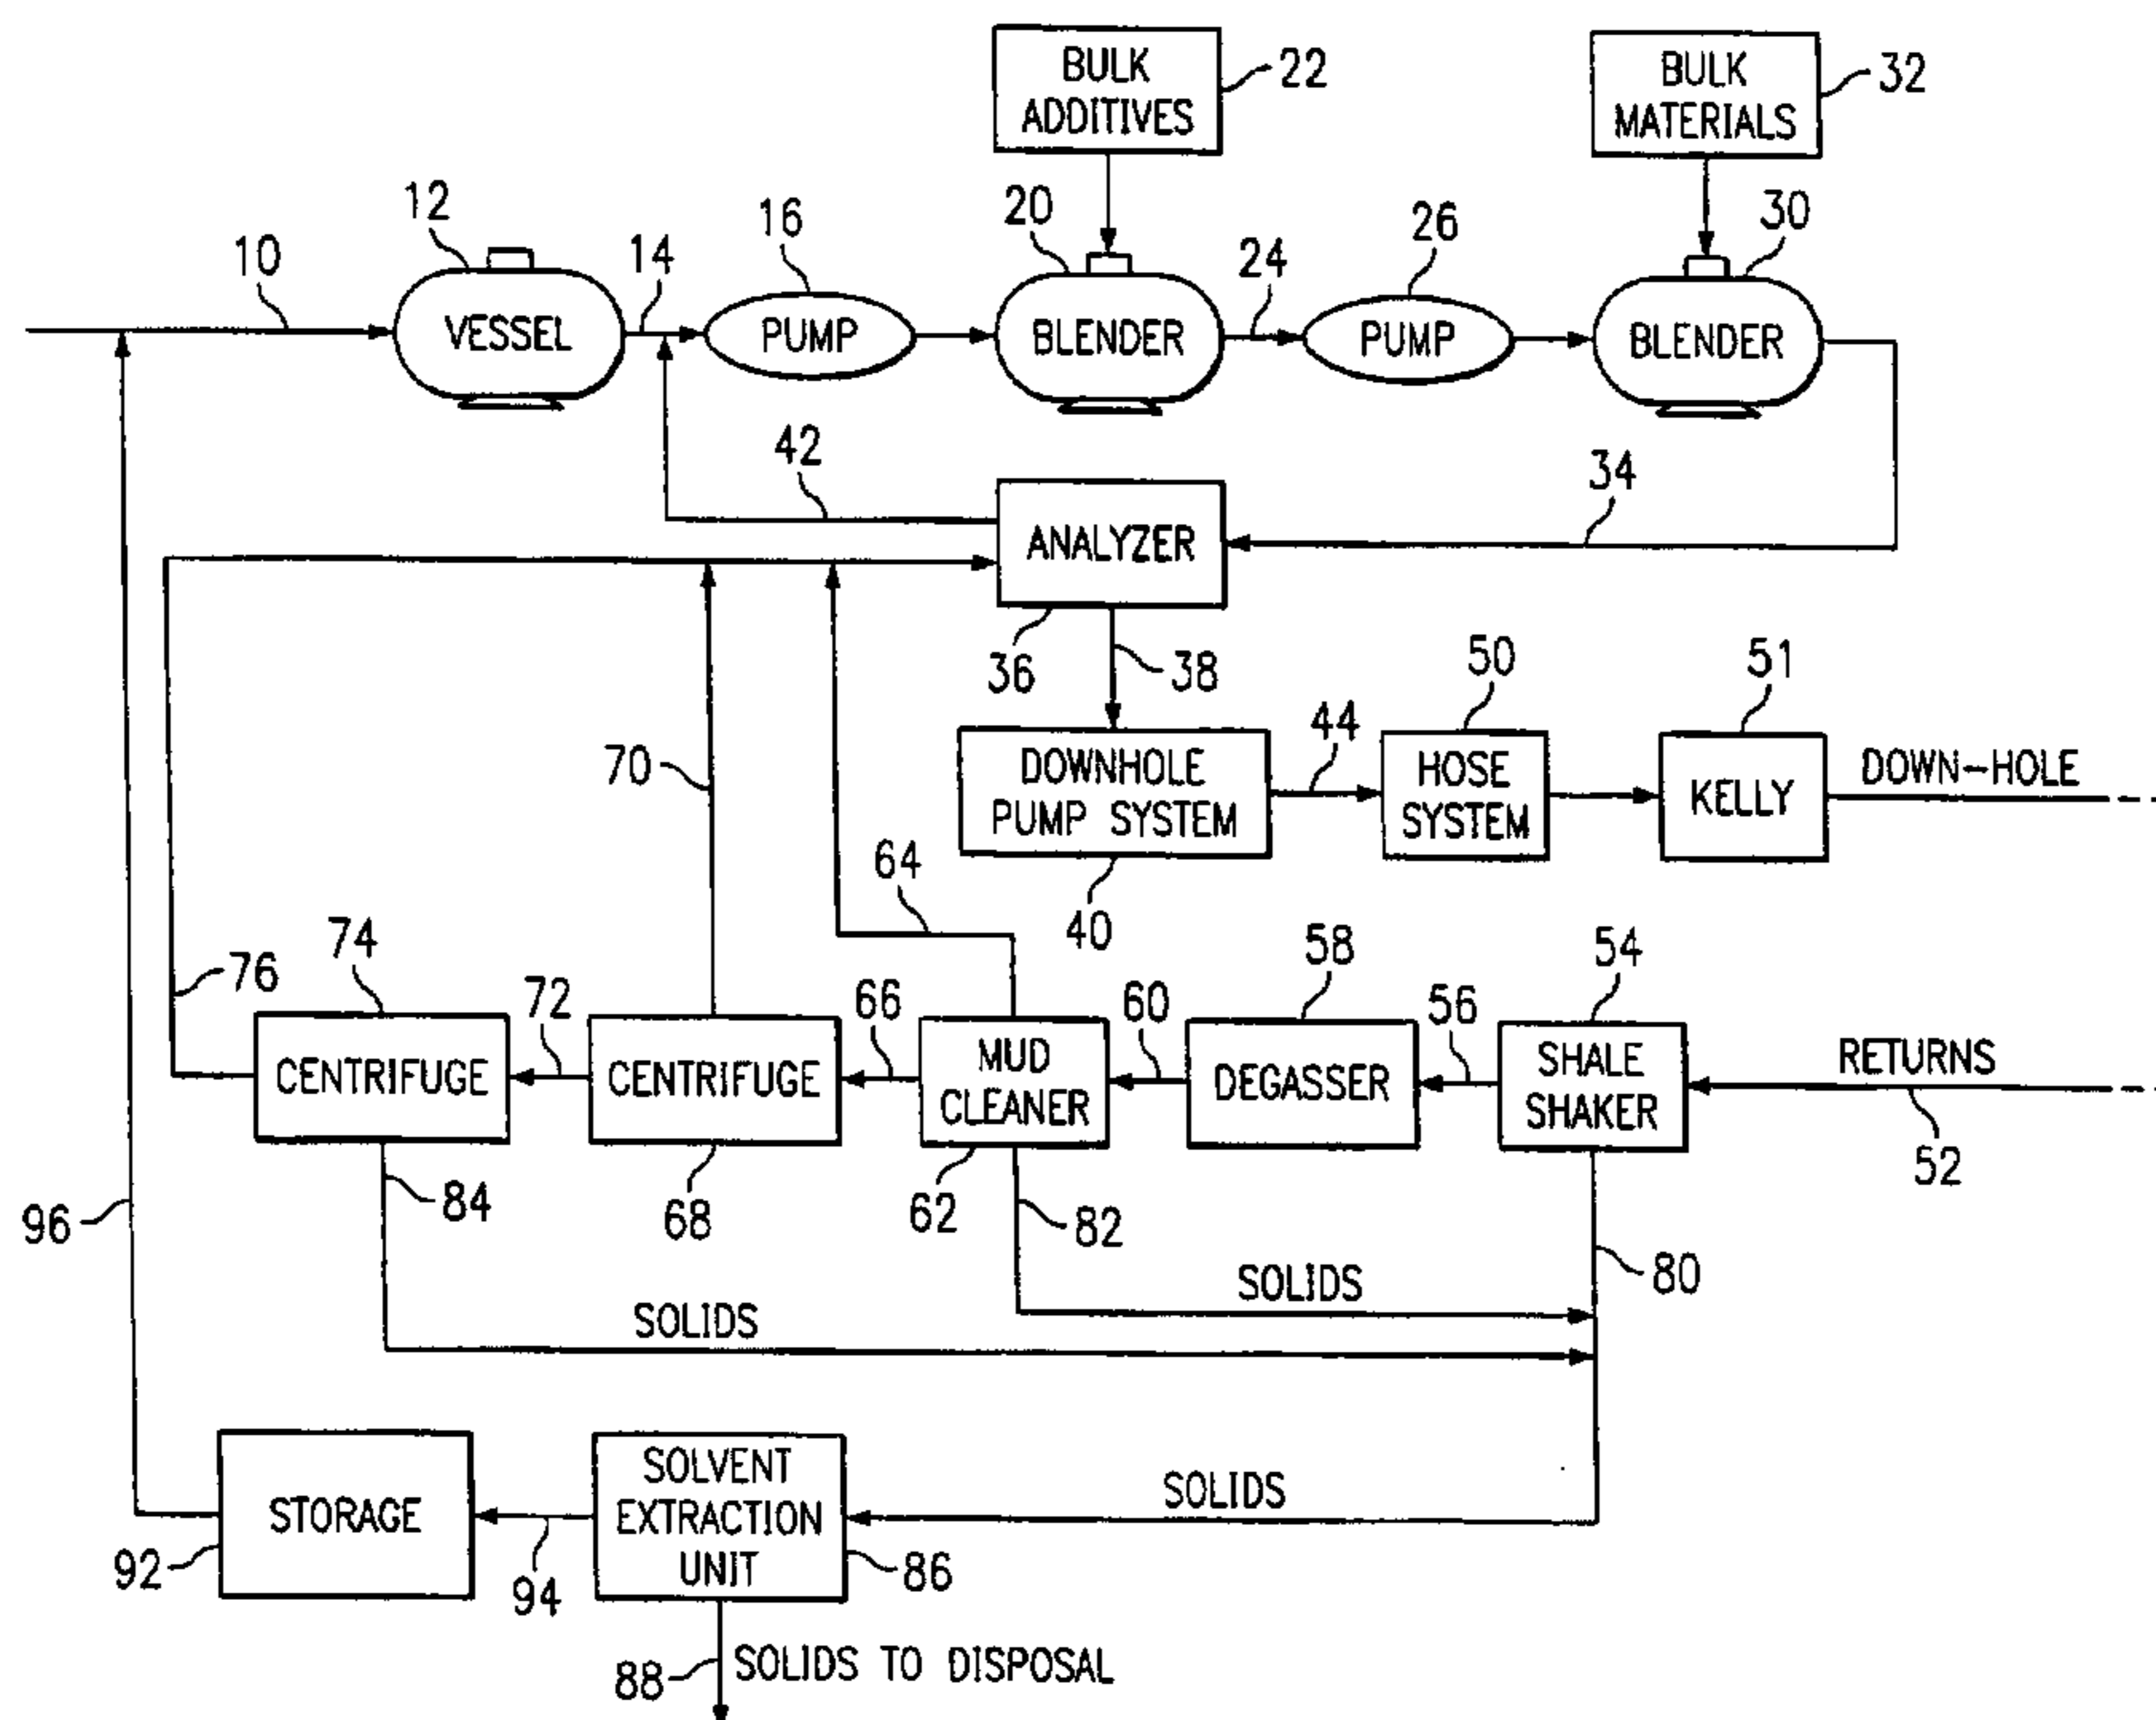 BULK
ADDITIVES
22
BULK
MATERIALS
32
10
12
14
16
20
24
26
30
VESSEL
PUMP
BLENDER
PUMP
BLENDER
42
34
ANALYZER
36
38
50
51
70
DOWNHOLE
PUMP SYSTEM
44
HOSE
SYSTEM
KELLY
DOWN-HOLE
64
40
76
74
72
66
60
58
56
54
CENTRIFUGE
CENTRIFUGE
MUD
CLEANER
DEGASSER
SHALE
SHAKER
RETURNS
52
96
84
68
62
82
80
SOLIDS
SOLIDS
STORAGE
92
94
SOLVENT
EXTRACTION
UNIT
86
SOLIDS
88
SOLIDS TO DISPOSAL